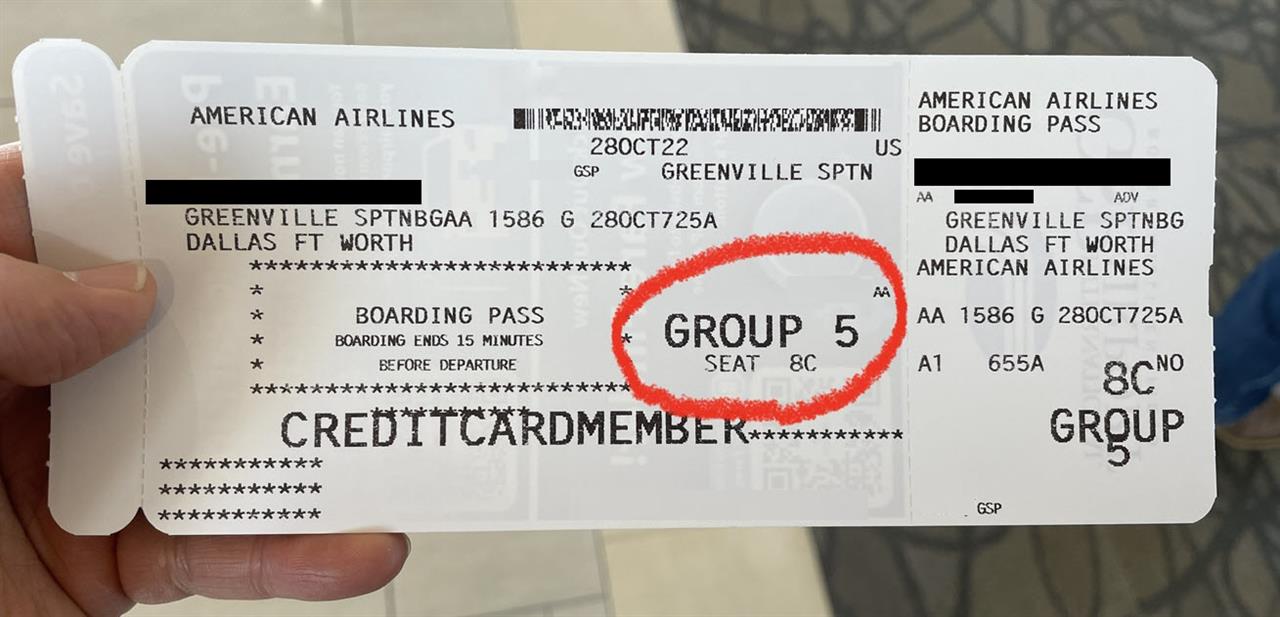 AMERICAN AIRLINES
28OCT22 US
GSP GREENVILLE SPTN
GREENVILLE SPTNBGAA 1586 G 28OCT725A
DALLAS FT WORTH
**************************
* *
* BOARDING PASS
* BOARDING ENDS 15 MINUTES *
* BEFORE DEPARTURE
**************************
AA
GROUP 5
SEAT 8C
CREDITCARDMEMBER***********
***********
***********
***********
AMERICAN AIRLINES
BOARDING PASS
AA ADV
GREENVILLE SPTNBG
DALLAS FT WORTH
AMERICAN AIRLINES
AA 1586 G 28OCT725A
A1 655A 8C NO
GROUP
5
GSP